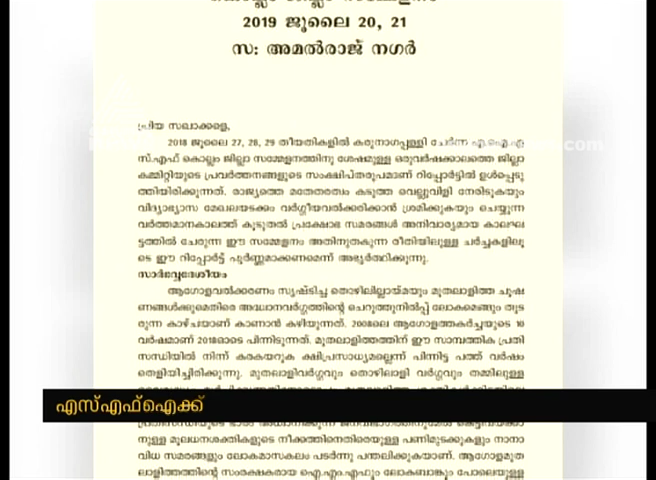 2019 ജൂലൈ 20, 21
സ: അമൽരാജ് നഗർ
പ്രിയ സഖാക്കളെ,
2018 ജൂലൈ 27, 28, 29 തീയതികളിൽ കരുനാഗപ്പള്ളി ചേർന്ന എ.ഐ.എ
സ്.എഫ് കൊല്ലം ജില്ലാ സമ്മേളനത്തിനു ശേഷമുള്ള ഒരുവർഷക്കാലത്തെ ജില്ലാ
കമ്മിറ്റിയുടെ പ്രവർത്തനങ്ങളുടെ സംക്ഷിപ്തരൂപമാണ് റിപ്പോർട്ടിൽ ഉൾപ്പെടു
ത്തിയിരിക്കുന്നത്. രാജ്യത്തെ മതേതരത്വം കടുത്ത വെല്ലുവിളി നേരിടുകയും
വിദ്യാഭ്യാസ മേഖലയടക്കം വർഗ്ഗീയവൽക്കരിക്കാൻ ശ്രമിക്കുകയും ചെയ്യുന്ന
വർത്തമാനകാലത്ത് കൂടുതൽ പ്രക്ഷോഭ സമരങ്ങൾ അനിവാര്യമായ കാലഘ
ട്ടത്തിൽ ചേരുന്ന ഈ സമ്മേളനം അതിനുതകുന്ന രീതിയിലുള്ള ചർച്ചകളിലൂ
ടെ ഈ റിപ്പോർട്ട് പൂർണ്ണമാക്കണമെന്ന് അഭ്യർത്ഥിക്കുന്നു.
സാർവ്വദേശീയം
ആഗോളവൽക്കരണം സൃഷ്ടിച്ച തൊഴിലില്ലായ്മയും മുതലാളിത്ത ചൂഷ
ണങ്ങൾക്കുമെതിരെ അദ്ധ്വാനവർഗ്ഗത്തിന്റെ ചെറുത്തുനിൽപ്പ് ലോകമെങ്ങും തുട
രുന്ന കാഴ്ചയാണ് കാണാൻ കഴിയുന്നത്. 2008ലെ ആഗോളത്തകർച്ചയുടെ 10
വർഷമാണ് 2018ഓടെ പിന്നിടുന്നത്. മുതലാളിത്തത്തിന് ഈ സാമ്പത്തിക പ്രതി
സന്ധിയിൽ നിന്ന് കരകയറുക ക്ഷിപ്രസാധ്യമല്ലെന്ന് പിന്നിട്ട പത്ത് വർഷം
തെളിയിച്ചിരിക്കുന്നു. മുതലാളിവർഗ്ഗവും തൊഴിലാളി വർഗ്ഗവും തമ്മിലുള്ള
എസ്എഫ്ഐക്ക്
നുള്ള മൂലധനശക്തികളുടെ നീക്കത്തിനെതിരെയുള്ള പണിമുടക്കുകളും നാനാ
വിധ സമരങ്ങളും ലോകമാസകലം പടർന്നു പന്തലിക്കുകയാണ്. ആഗോളമുത
ലാളിത്തത്തിന്റെ സംരക്ഷകരായ ഐ.എം.എഫും ലോകബാങ്കും പോലെയുള്ള